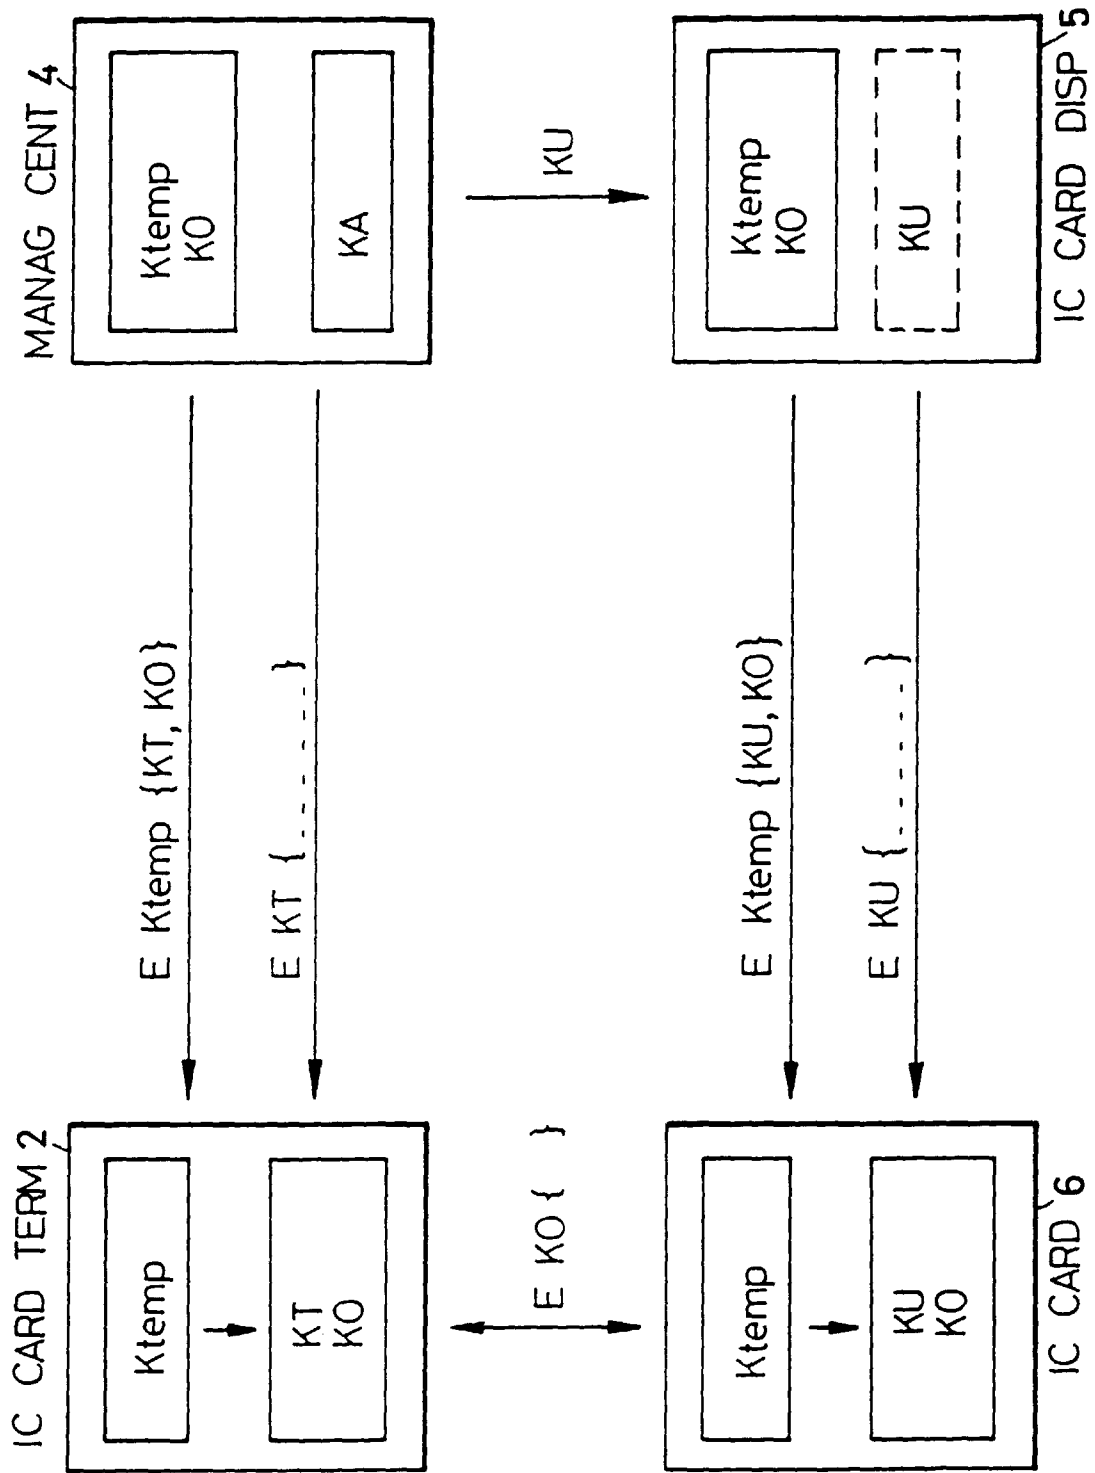 IC CARD TERM 2
MANAG CENT 4
Ktemp
KT
KO
E Ktemp {KT, KO}
E KT {.......}
Ktemp
KO
KA
E KO { }
KU
Ktemp
KU
KO
E Ktemp {KU, KO}
E KU {.......}
Ktemp
KO
KU
IC CARD 6
IC CARD DISP 5